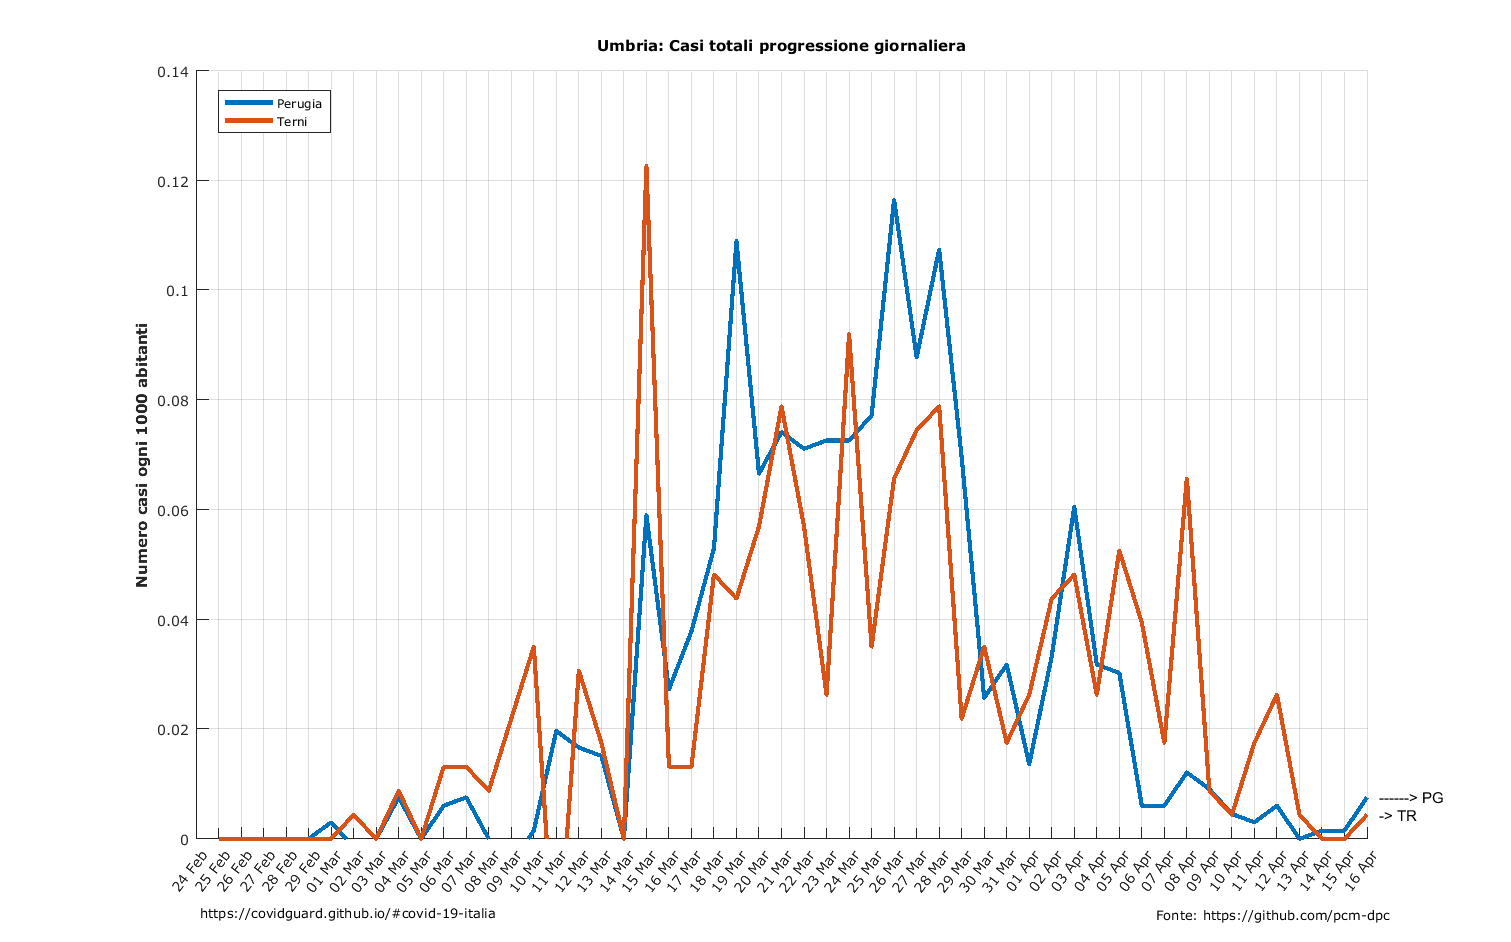 Umbria: Casi totali progressione giornaliera
Numero casi ogni 1000 abitanti
0.14
0.12
0.1
0.08
0.06
0.04
0.02
0
Perugia
Terni
------> PG
-> TR
24 Feb
25 Feb
26 Feb
27 Feb
28 Feb
29 Feb
01 Mar
02 Mar
03 Mar
04 Mar
05 Mar
06 Mar
07 Mar
08 Mar
09 Mar
10 Mar
11 Mar
12 Mar
13 Mar
14 Mar
15 Mar
16 Mar
17 Mar
18 Mar
19 Mar
20 Mar
21 Mar
22 Mar
23 Mar
24 Mar
25 Mar
26 Mar
27 Mar
28 Mar
29 Mar
30 Mar
31 Mar
01 Apr
02 Apr
03 Apr
04 Apr
05 Apr
06 Apr
07 Apr
08 Apr
09 Apr
10 Apr
11 Apr
12 Apr
13 Apr
14 Apr
15 Apr
16 Apr
https://covidguard.github.io/#covid-19-italia
Fonte: https://github.com/pcm-dpc